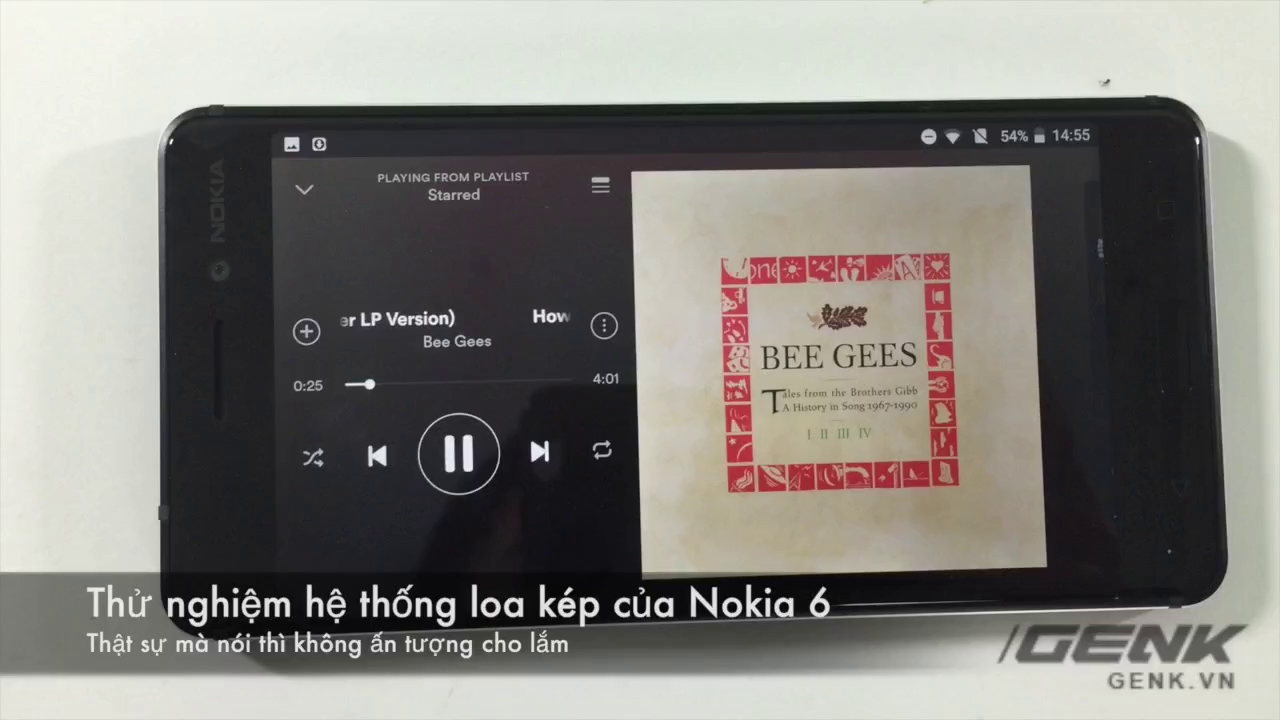 NOKIA
54% 14:55
PLAYING FROM PLAYLIST
Starred
er LP Version) How
Bee Gees
0:25 4:01
BEE GEES
Tales from the Brothers Gibb
A History in Song 1967-1990
I II III IV
Thử nghiệm hệ thống loa kép của Nokia 6
Thật sự mà nói thì không ấn tượng cho lắm
/GENK
GENK.VN